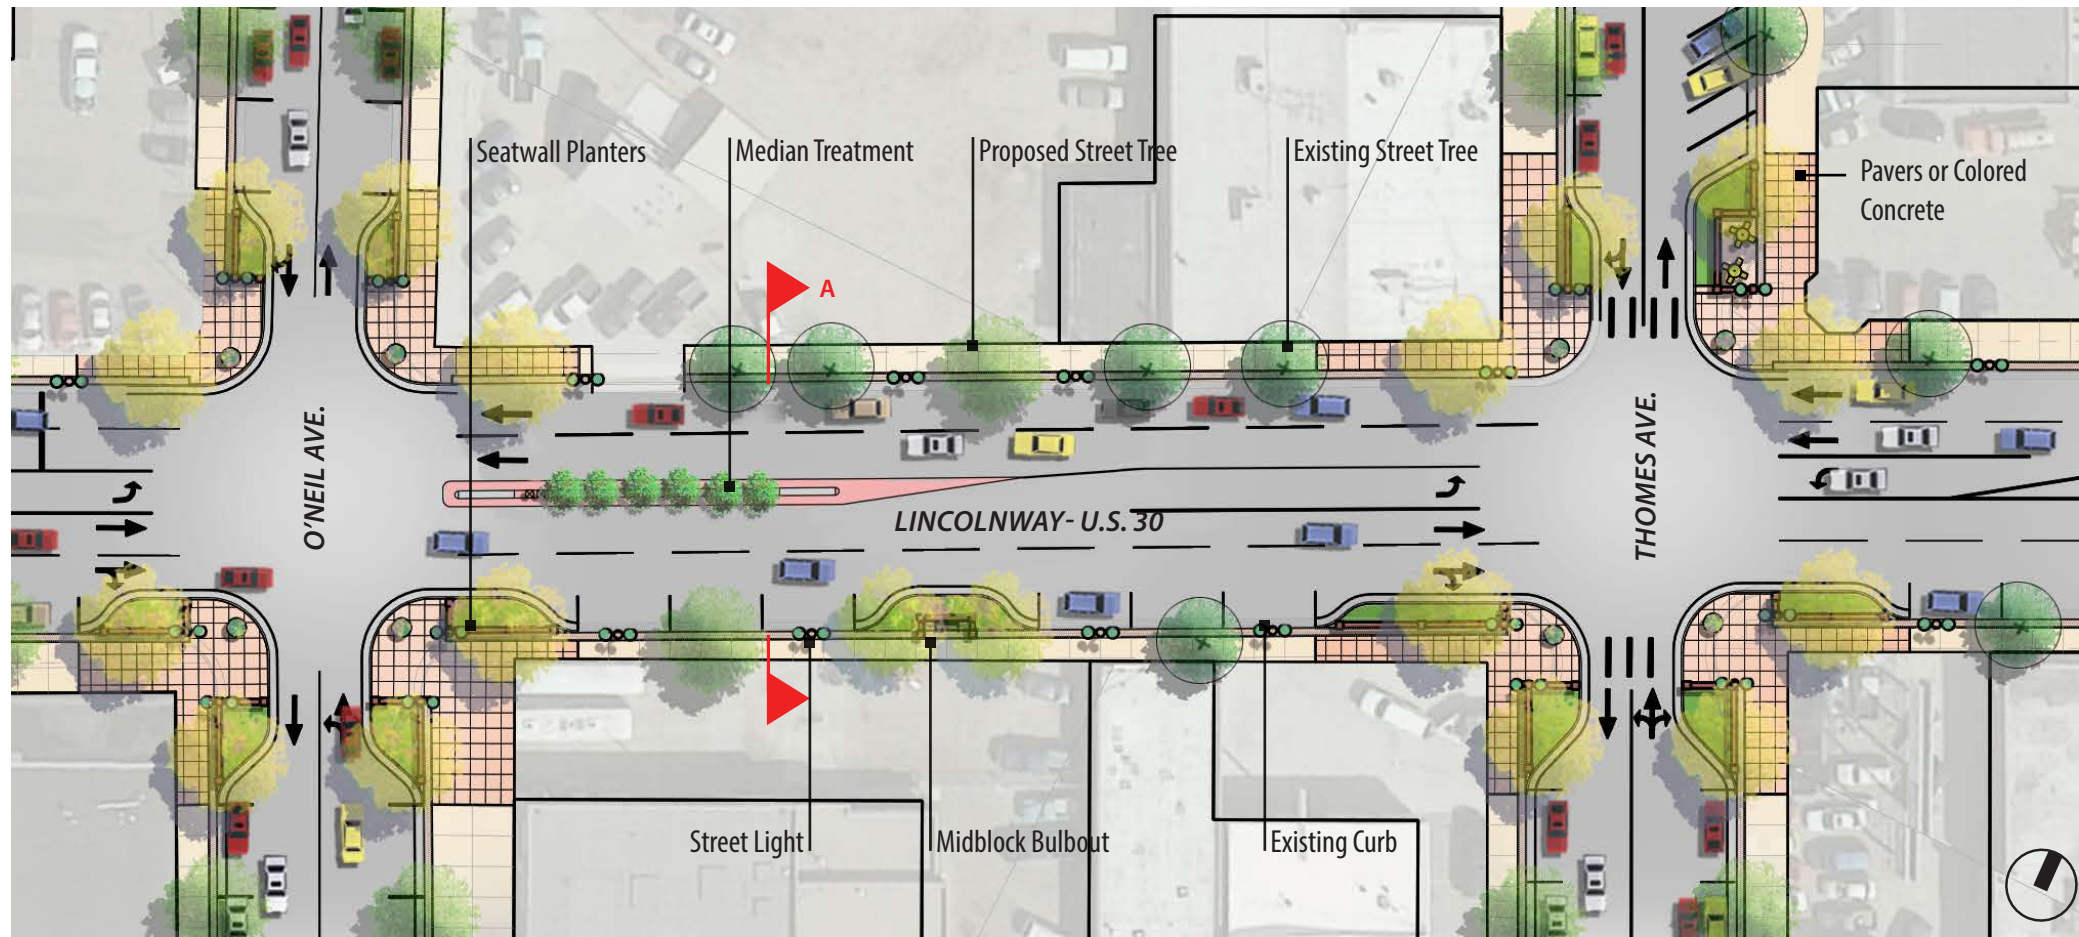 Seatwall Planters
Median Treatment
Proposed Street Tree
Existing Street Tree
Pavers or Colored
Concrete
A
O'NEIL AVE.
LINCOLNWAY- U.S. 30
THOMES AVE.
Street Light
Midblock Bulbout
Existing Curb